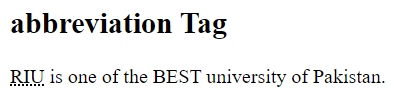 abbreviation Tag
RIU is one of the BEST university of Pakistan.